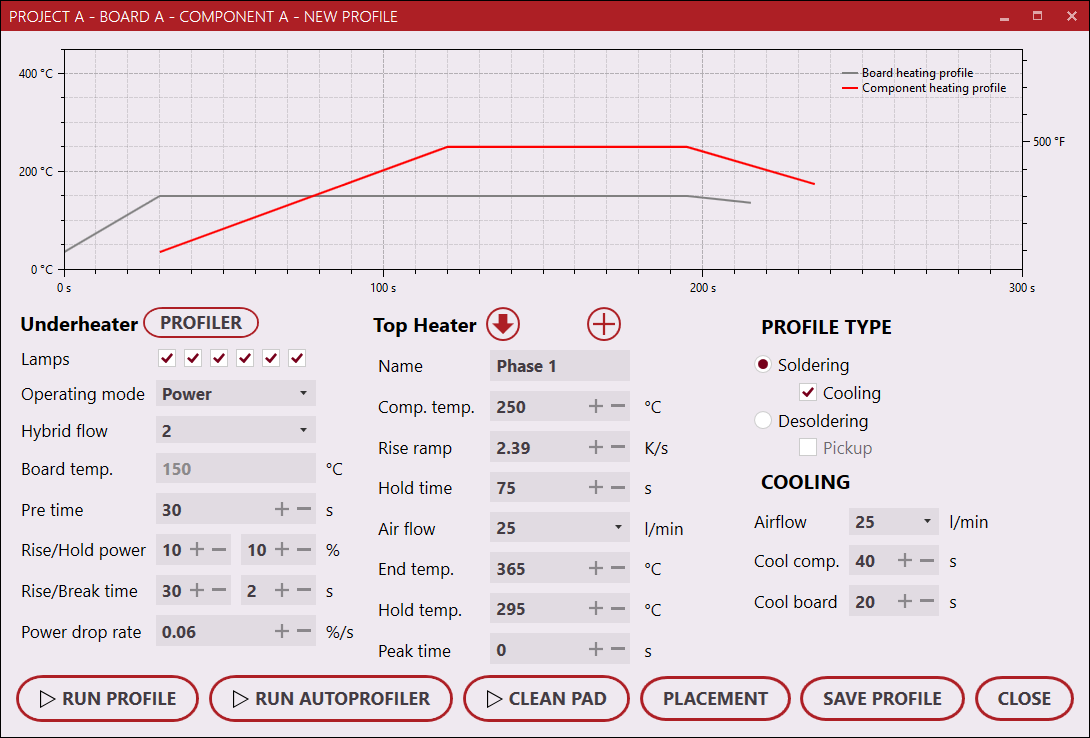 PROJECT A - BOARD A - COMPONENT A - NEW PROFILE
400 °C
200 °C
0 °C
Board heating profile
Component heating profile
500 °F
0 s 100 s 200 s 300 s
Underheater PROFILER
Lamps
Operating mode Power
Hybrid flow 2
Board temp. 150 °C
Pre time 30 s
Rise/Hold power 10 10 %
Rise/Break time 30 2 s
Power drop rate 0.06 %/s
Top Heater
Name Phase 1
Comp. temp. 250 °C
Rise ramp 2.39 K/s
Hold time 75 s
Air flow 25 l/min
End temp. 365 °C
Hold temp. 295 °C
Peak time 0 s
PROFILE TYPE
Soldering
Cooling
Desoldering
Pickup
COOLING
Airflow 25 l/min
Cool comp. 40 s
Cool board 20 s
RUN PROFILE RUN AUTOPROFILER CLEAN PAD PLACEMENT SAVE PROFILE CLOSE